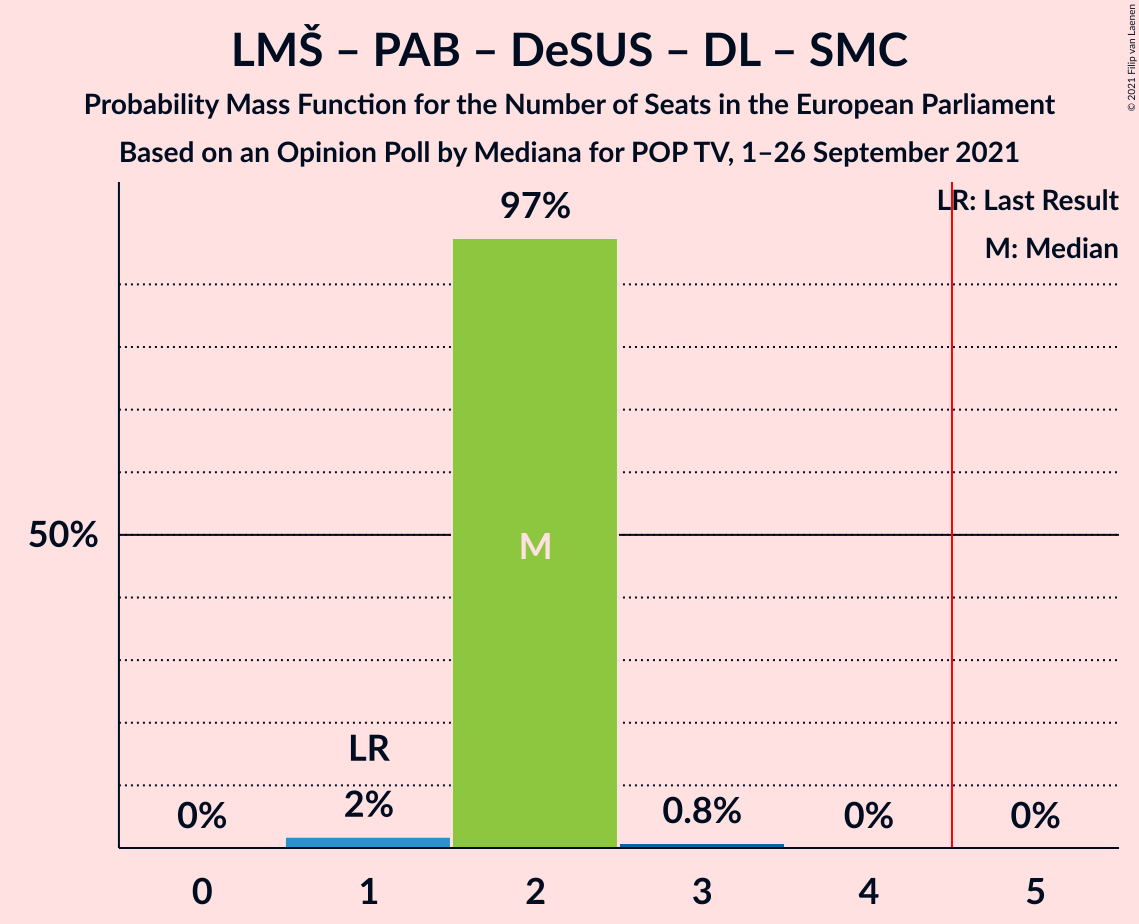 LMŠ – PAB – DeSUS – DL – SMC
Probability Mass Function for the Number of Seats in the European Parliament
Based on an Opinion Poll by Mediana for POP TV, 1–26 September 2021
© 2021 Filip van Laenen
LR: Last Result
M: Median
97%
50%
M
LR
0%
2%
0.8%
0%
0%
0
1
2
3
4
5